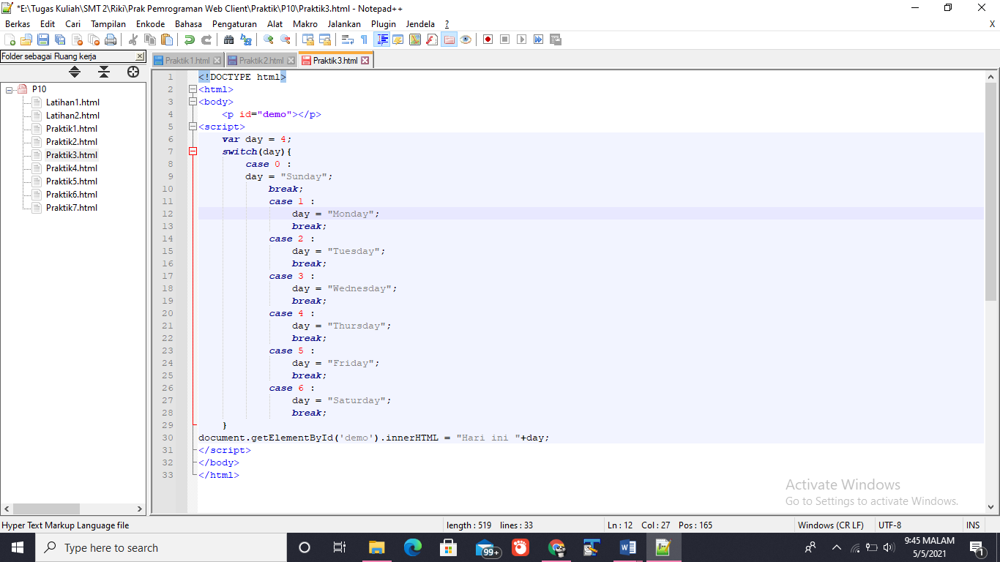 *E:\Tugas Kuliah\SMT 2\Riki\Prak Pemrograman Web Client\Praktik\P10\Praktik3.html - Notepad++
Berkas Edit Cari Tampilan Enkode Bahasa Pengaturan Alat Makro Jalankan Plugin Jendela ? X
Folder sebagai Ruang kerja
Praktik1.html Praktik2.html Praktik3.html
P10
Latihan1.html
Latihan2.html
Praktik1.html
Praktik2.html
Praktik3.html
Praktik4.html
Praktik5.html
Praktik6.html
Praktik7.html
1 <!DOCTYPE html>
2 <html>
3 <body>
4 <p id="demo"></p>
5 <script>
6 var day = 4;
7 switch(day){
8 case 0 :
9 day = "Sunday";
10 break;
11 case 1 :
12 day = "Monday";
13 break;
14 case 2 :
15 day = "Tuesday";
16 break;
17 case 3 :
18 day = "Wednesday";
19 break;
20 case 4 :
21 day = "Thursday";
22 break;
23 case 5 :
24 day = "Friday";
25 break;
26 case 6 :
27 day = "Saturday";
28 break;
29 }
30 document.getElementById('demo').innerHTML = "Hari ini "+day;
31 </script>
32 </body>
33 </html>
Activate Windows
Go to Settings to activate Windows.
Hyper Text Markup Language file length : 519 lines : 33 Ln : 12 Col : 27 Pos : 165 Windows (CR LF) UTF-8 INS
Type here to search 99+ 9:45 MALAM
5/5/2021 1